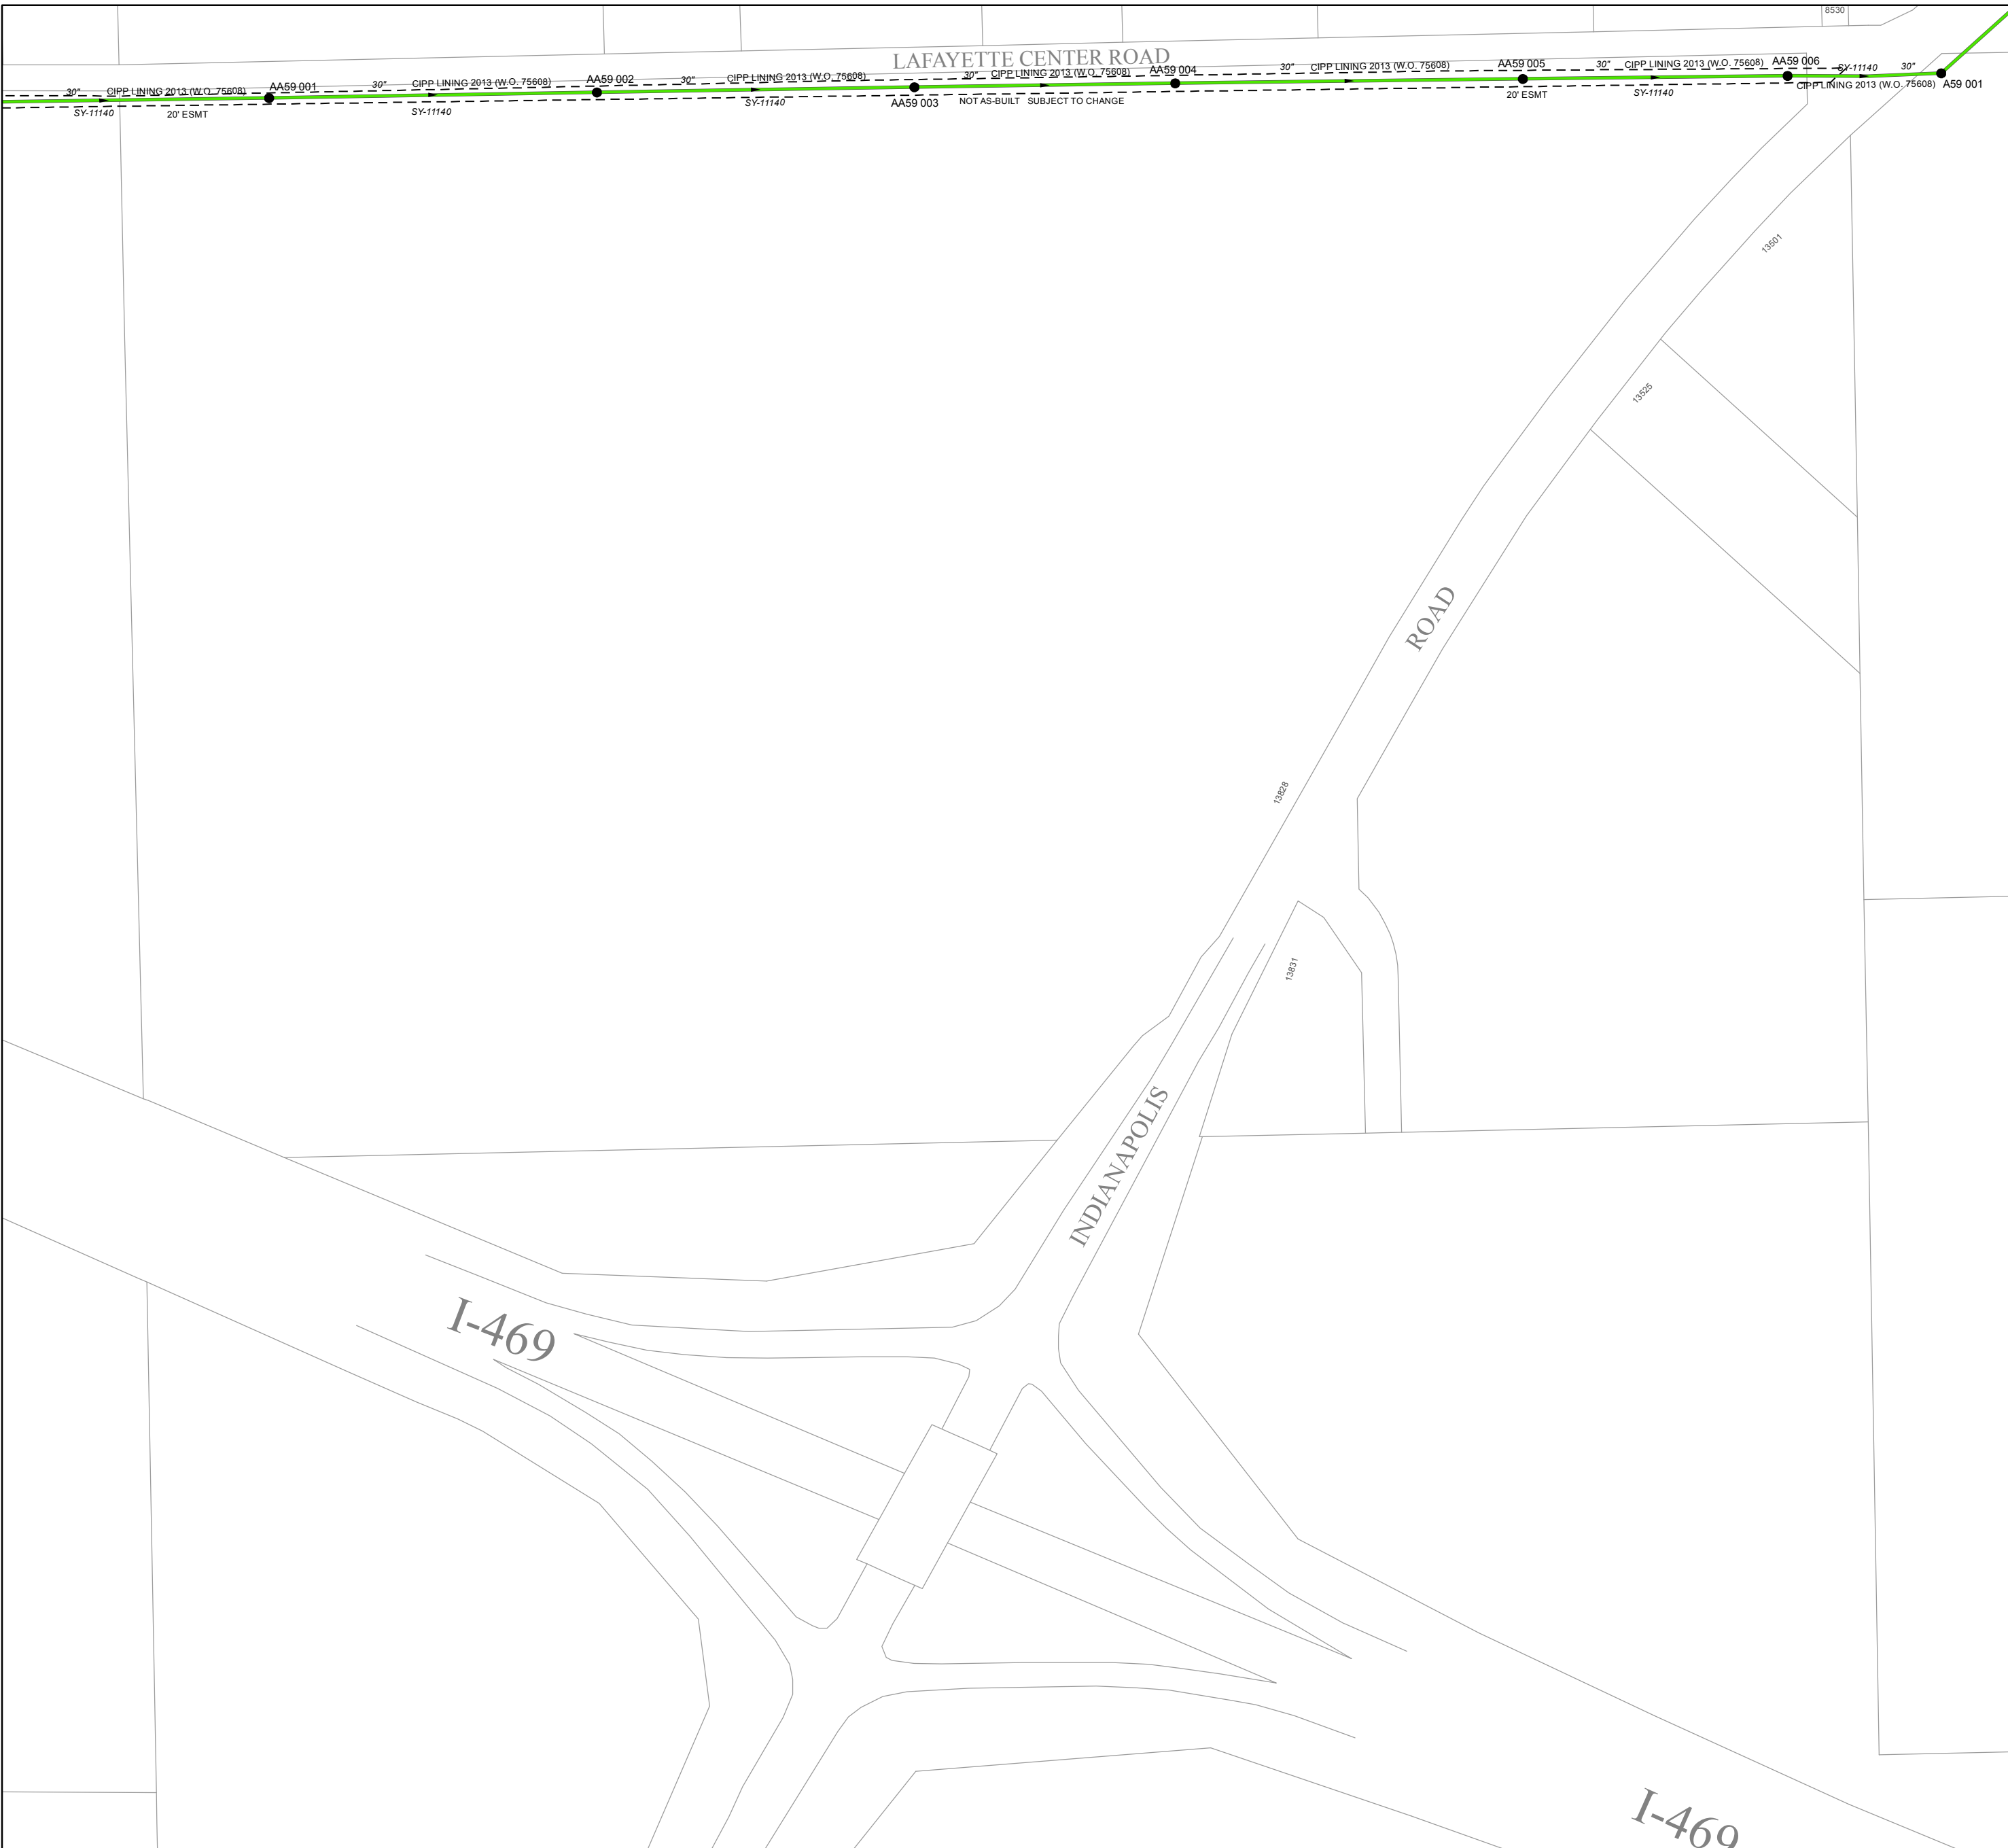 8530
LAFAYETTE CENTER ROAD
30" CIPP LINING 2013 (W.O. 75608) AA59 001 30" CIPP LINING 2013 (W.O. 75608) AA59 002 30" CIPP LINING 2013 (W.O. 75608) 30" CIPP LINING 2013 (W.O. 75608) AA59 004 30" CIPP LINING 2013 (W.O. 75608) AA59 005 30" CIPP LINING 2013 (W.O. 75608) AA59 006 SY-11140 30"
CIPP LINING 2013 (W.O. 75608) A59 001
SY-11140 20' ESMT SY-11140 SY-11140 AA59 003 NOT AS-BUILT SUBJECT TO CHANGE 20' ESMT SY-11140
13501
13525
ROAD
13828
13831
INDIANAPOLIS
I-469
I-469